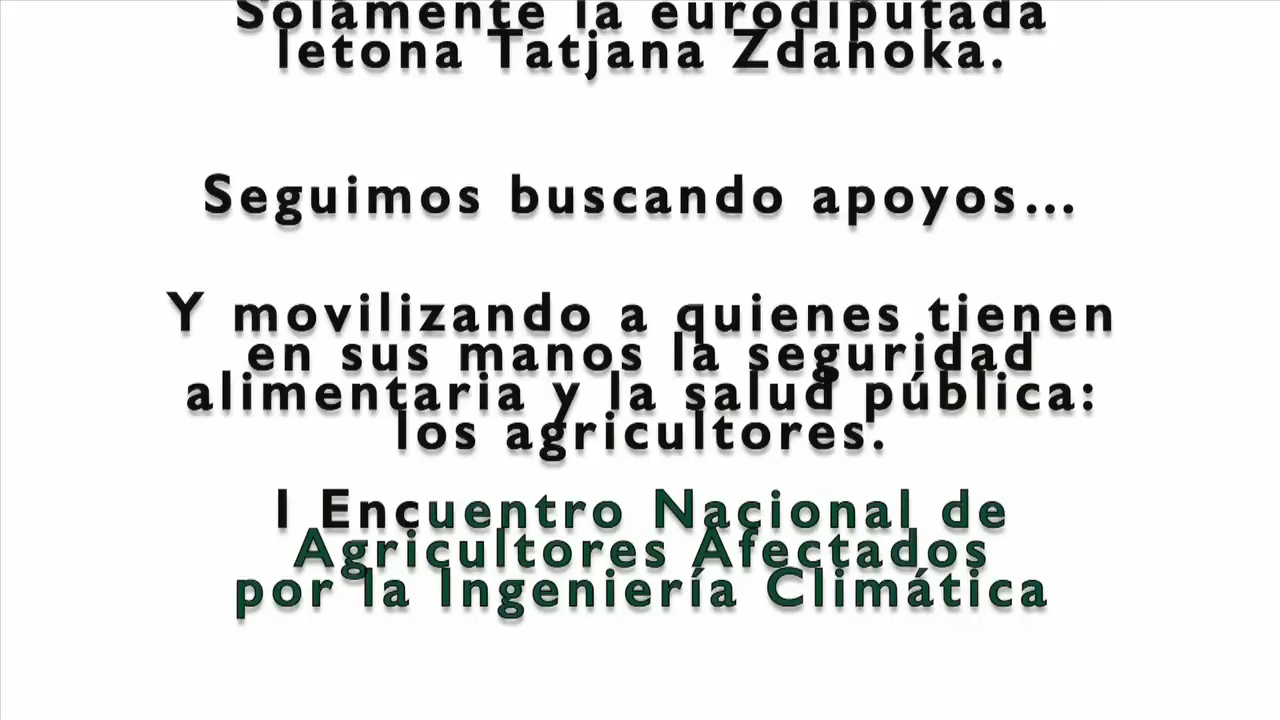 Solamente la eurodiputada
letona Tatjana Zdanoka.
Seguimos buscando apoyos...
Y movilizando a quienes tienen
en sus manos la seguridad
alimentaria y la salud pública:
los agricultores.
I Encuentro Nacional de
Agricultores Afectados
por la Ingeniería Climática